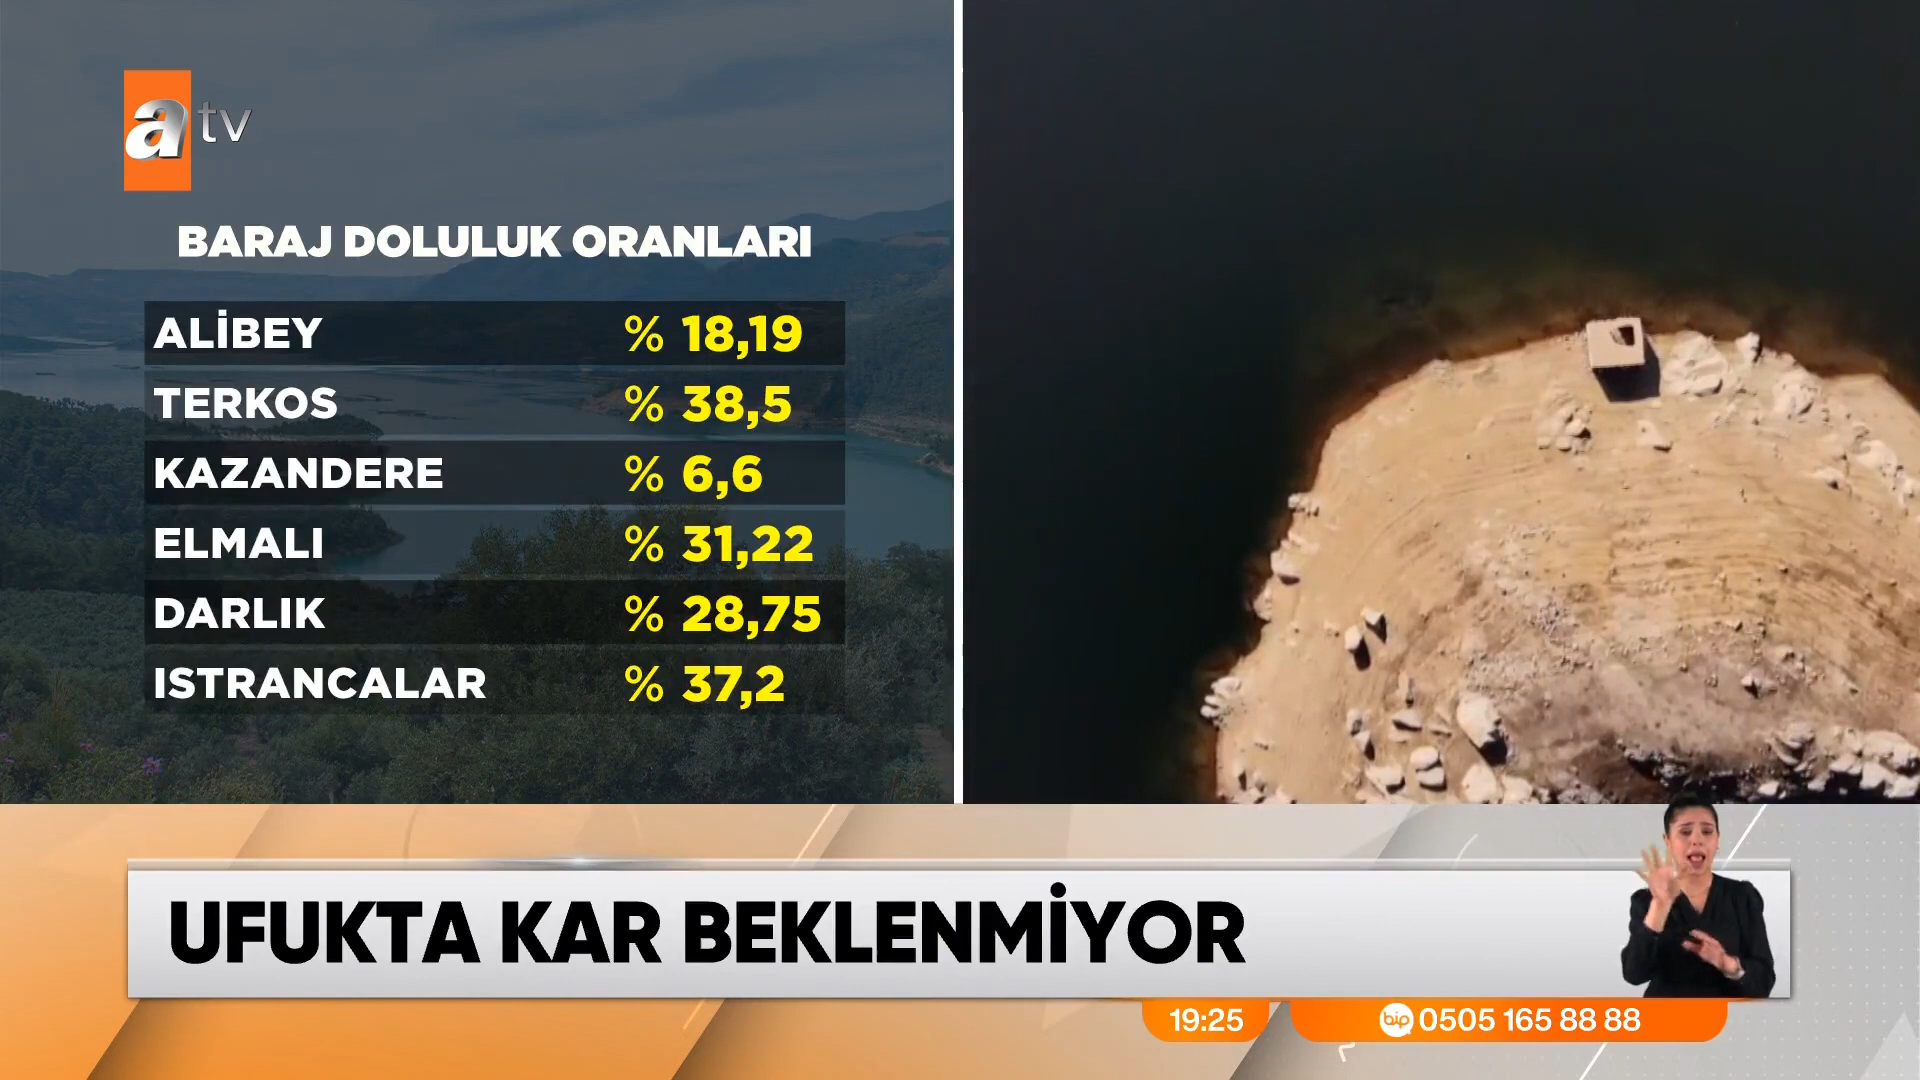 a tv
BARAJ DOLULUK ORANLARI
ALİBEY % 18,19
TERKOS % 38,5
KAZANDERE % 6,6
ELMALI % 31,22
DARLIK % 28,75
ISTRANCALAR % 37,2
UFUKTA KAR BEKLENMİYOR
19:25 bip 0505 165 88 88